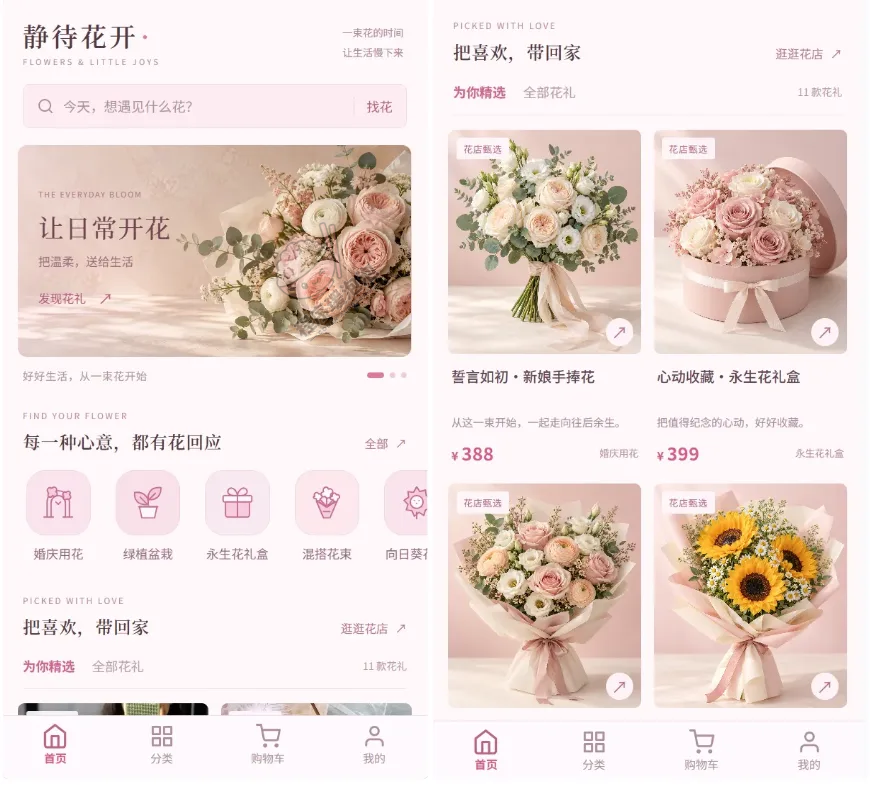 静待花开·
FLOWERS & LITTLE JOYS
一束花的时间
让生活慢下来
今天，想遇见什么花？
找花
THE EVERYDAY BLOOM
让日常开花
把温柔，送给生活
发现花礼 ↗
好好生活，从一束花开始
FIND YOUR FLOWER
每一种心意，都有花回应
全部 ↗
婚庆用花
绿植盆栽
永生花礼盒
混搭花束
向日葵花
PICKED WITH LOVE
把喜欢，带回家
逛逛花店 ↗
为你精选
全部花礼
11 款花礼
首页
分类
购物车
我的
PICKED WITH LOVE
把喜欢，带回家
逛逛花店 ↗
为你精选
全部花礼
11 款花礼
花店甄选
花店甄选
誓言如初·新娘手捧花
从这一束开始，一起走向往后余生。
¥388
婚庆用花
心动收藏·永生花礼盒
把值得纪念的心动，好好收藏。
¥399
永生花礼盒
花店甄选
花店甄选
首页
分类
购物车
我的